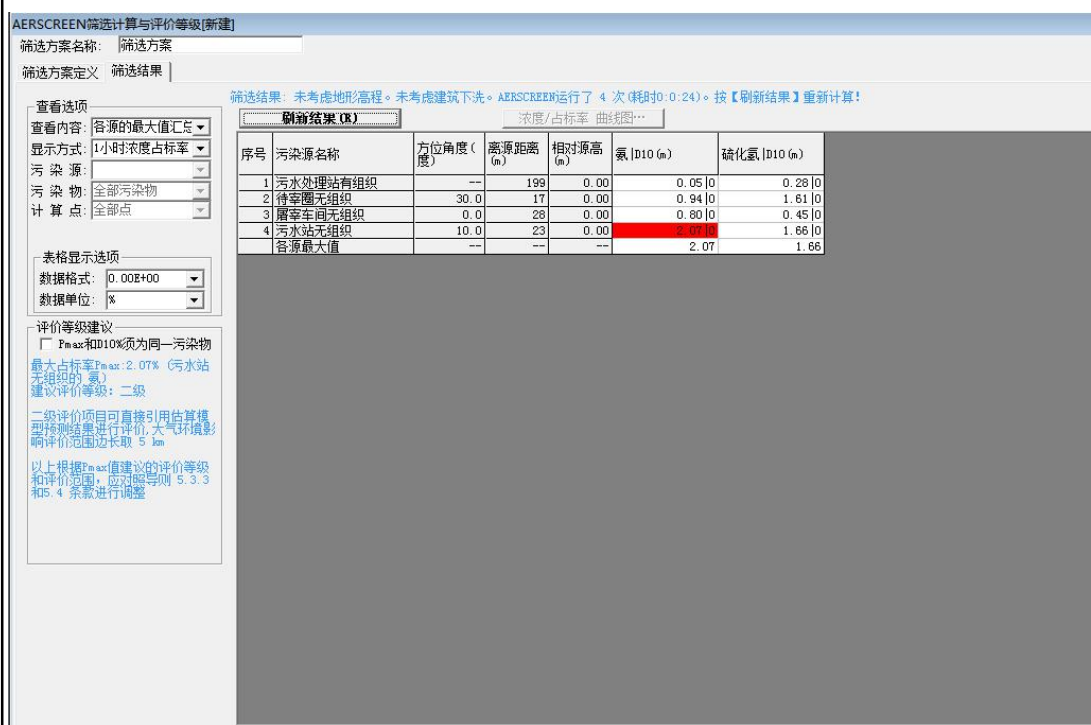 AERSCREEN筛选计算与评价等级[新建]
筛选方案名称: 筛选方案
筛选方案定义 筛选结果
筛选结果: 未考虑地形高程。未考虑建筑下洗。AERSCREEN运行了 4 次(耗时0:0:24)。按【刷新结果】重新计算!
查看选项
查看内容: 各源的最大值汇总
显示方式: 1小时浓度占标率
污 染 源:
污 染 物: 全部污染物
计 算 点: 全部点
表格显示选项
数据格式: 0.00E+00
数据单位: %
评价等级建议
Pmax和D10%须为同一污染物
最大占标率Pmax:2.07% (污水站
无组织的 氨)
建议评价等级: 二级
二级评价项目可直接引用估算模
型预测结果进行评价,大气环境影
响评价范围边长取 5 km
以上根据Pmax值建议的评价等级
和评价范围, 应对照导则 5.3.3
和5.4 条款进行调整
刷新结果(R) 浓度/占标率 曲线图…
序号 污染源名称 方位角度(度) 离源距离(m) 相对源高(m) 氨|D10(m) 硫化氢|D10(m)
1 污水处理站有组织 -- 199 0.00 0.05|0 0.28|0
2 待宰圈无组织 30.0 17 0.00 0.94|0 1.61|0
3 屠宰车间无组织 0.0 28 0.00 0.80|0 0.45|0
4 污水站无组织 10.0 23 0.00 2.07|0 1.66|0
各源最大值 -- -- -- 2.07 1.66